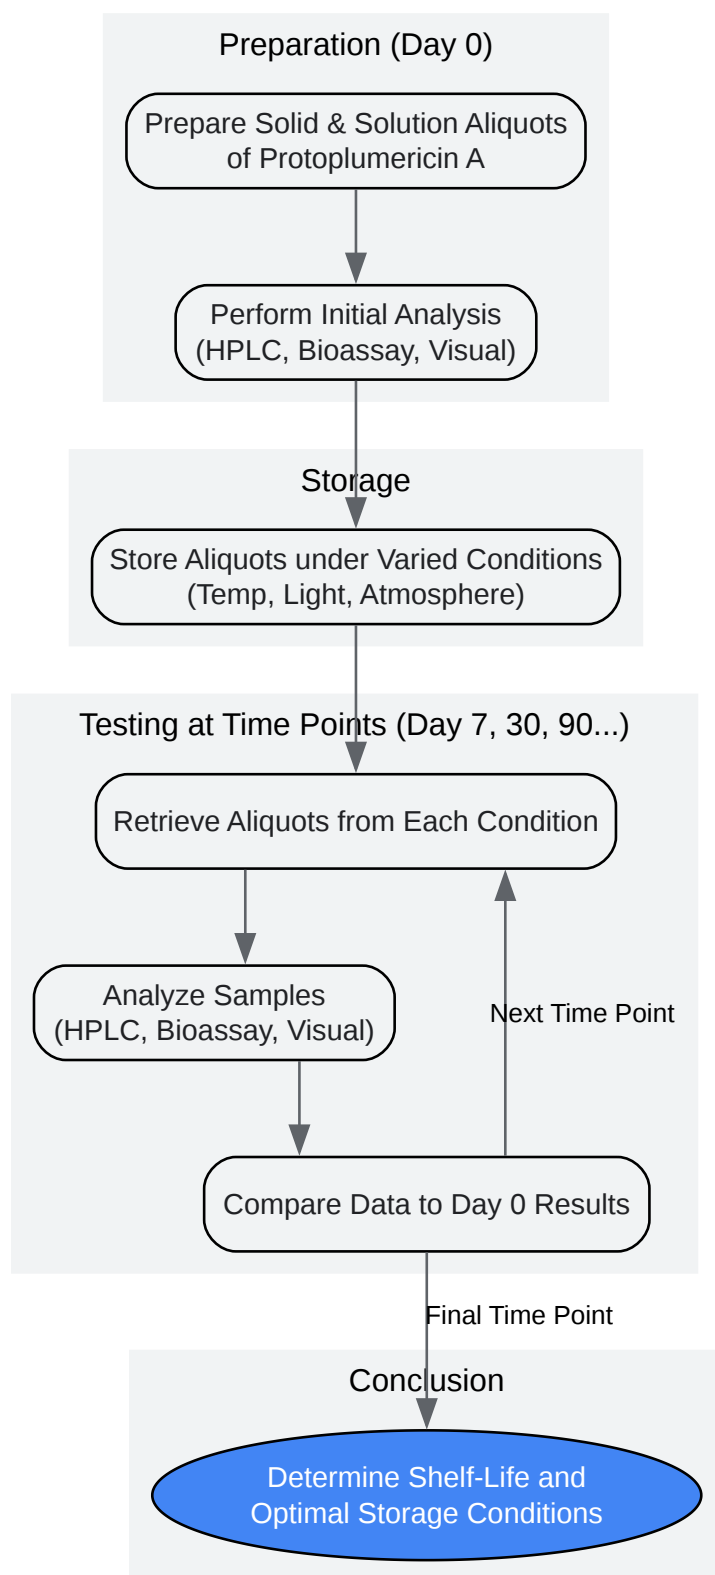 Preparation (Day 0)
Prepare Solid & Solution Aliquots
of Protoplumericin A
Perform Initial Analysis
(HPLC, Bioassay, Visual)
Storage
Store Aliquots under Varied Conditions
(Temp, Light, Atmosphere)
Testing at Time Points (Day 7, 30, 90...)
Retrieve Aliquots from Each Condition
Analyze Samples
(HPLC, Bioassay, Visual)
Next Time Point
Compare Data to Day 0 Results
Final Time Point
Conclusion
Determine Shelf-Life and
Optimal Storage Conditions